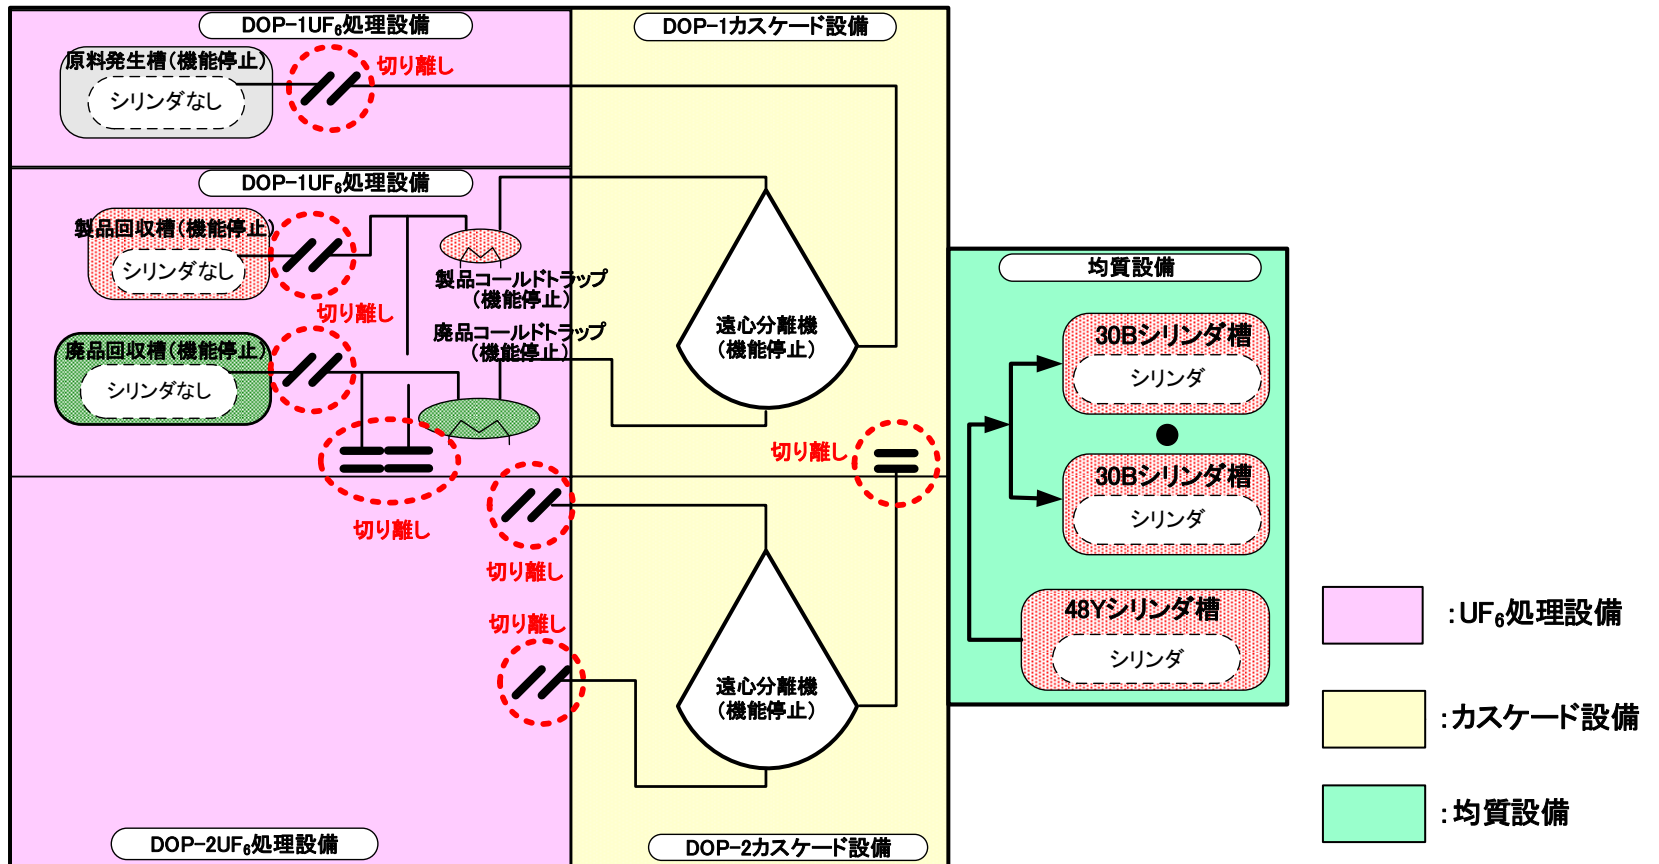 DOP-1UF₆処理設備
DOP-1カスケード設備
原料発生槽(機能停止)
シリンダなし
切り離し
DOP-1UF₆処理設備
製品回収槽(機能停止)
シリンダなし
切り離し
製品コールドトラップ
(機能停止)
廃品コールドトラップ
(機能停止)
廃品回収槽(機能停止)
シリンダなし
切り離し
遠心分離機
(機能停止)
切り離し
切り離し
切り離し
遠心分離機
(機能停止)
DOP-2UF₆処理設備
DOP-2カスケード設備
均質設備
30Bシリンダ槽
シリンダ
30Bシリンダ槽
シリンダ
48Yシリンダ槽
シリンダ
:UF₆処理設備
:カスケード設備
:均質設備